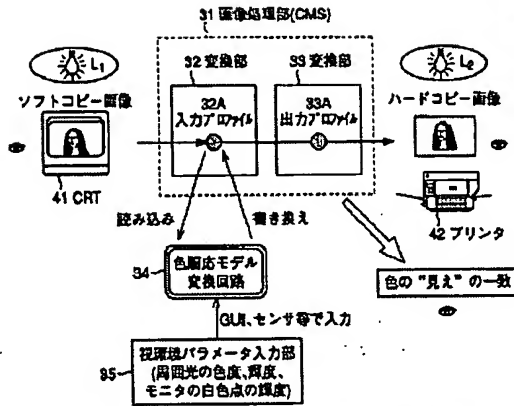 31 画像処理部(CMS)
L1
ソフトコピー画像
41 CRT
32 変換部
32A
入力プロファイル
33 変換部
33A
出力プロファイル
L2
ハードコピー画像
42 プリンタ
読み込み
書き換え
34
色順応モデル
変換回路
色の "見え" の一致
GUI、センサ等で入力
35
視環境パラメータ入力部
(周囲光の色度、輝度、
モニタの白色点の輝度)